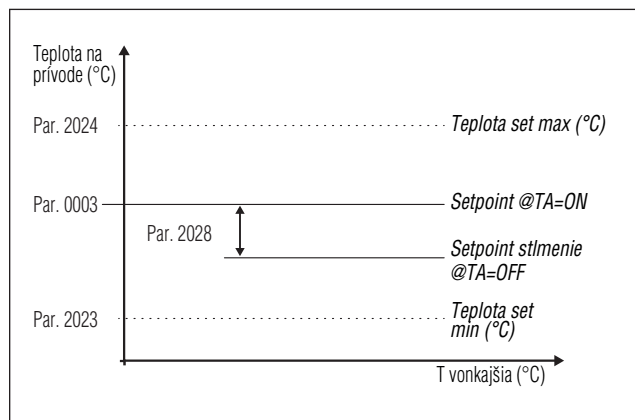 Teplota na
prívode (°C)
Par. 2024
Teplota set max (°C)
Par. 0003
Setpoint @TA=ON
Par. 2028
Setpoint stlmenie
@TA=OFF
Par. 2023
Teplota set
min (°C)
T vonkajšia (°C)